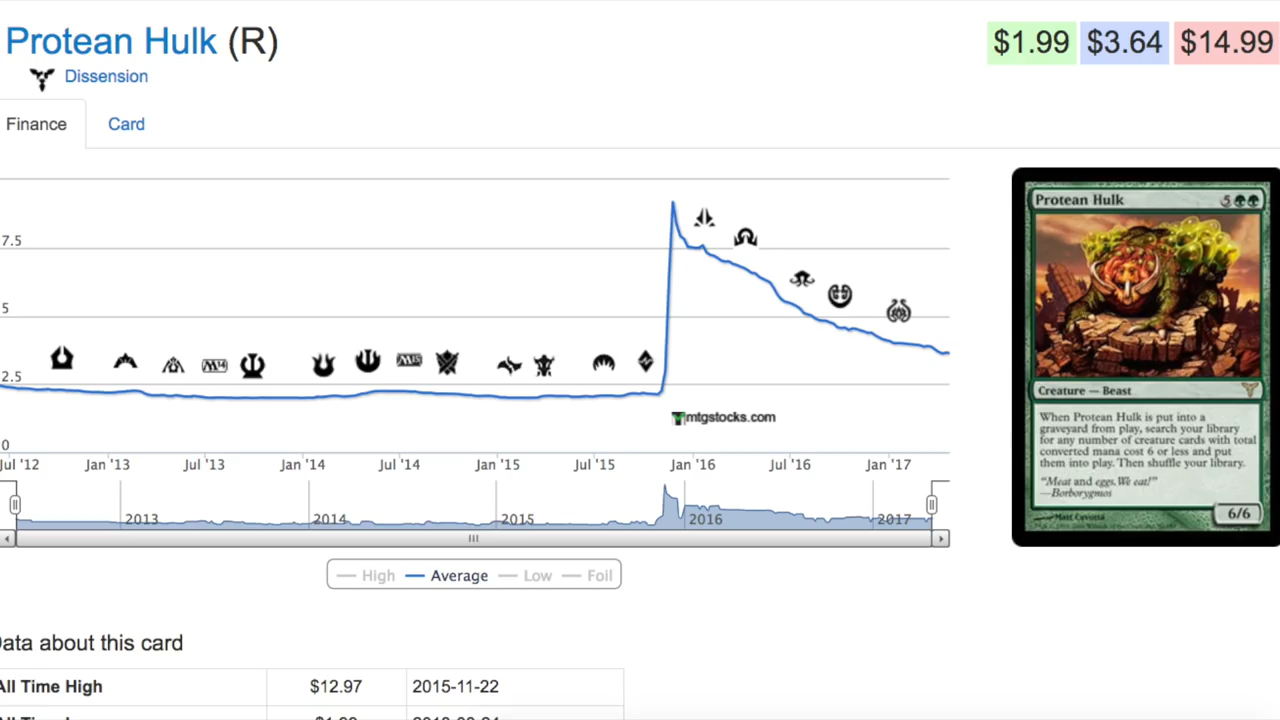 Protean Hulk (R)
$1.99 $3.64 $14.99
Dissension
Finance Card
7.5
5
2.5
0
M14
M15
mtgstocks.com
Jul '12 Jan '13 Jul '13 Jan '14 Jul '14 Jan '15 Jul '15 Jan '16 Jul '16 Jan '17
2013 2014 2015 2016 2017
High Average Low Foil
Protean Hulk 5
Creature — Beast
When Protean Hulk is put into a
graveyard from play, search your library
for any number of creature cards with total
converted mana cost 6 or less and put
them into play. Then shuffle your library.
"Meat and eggs. We eat!"
—Borborygmos
6/6
Data about this card
All Time High $12.97 2015-11-22